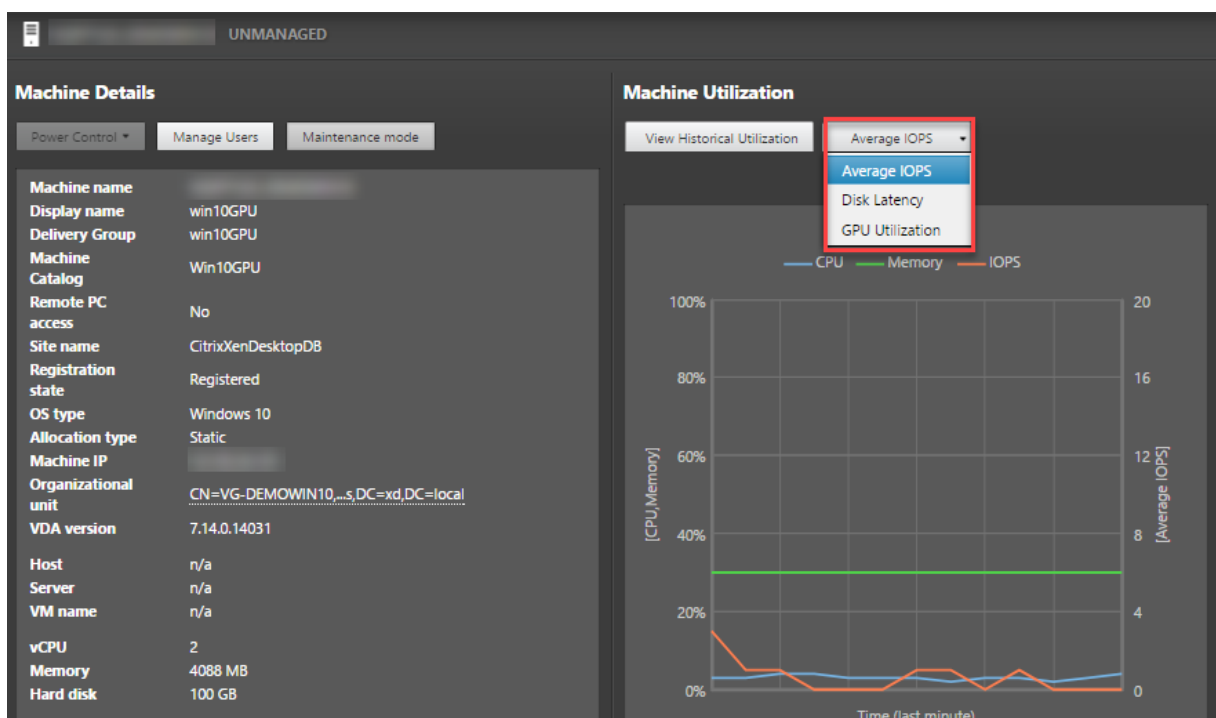 UNMANAGED
Machine Details
Power Control Manage Users Maintenance mode
Machine name
Display name win10GPU
Delivery Group win10GPU
Machine
Catalog Win10GPU
Remote PC
access No
Site name CitrixXenDesktopDB
Registration
state Registered
OS type Windows 10
Allocation type Static
Machine IP
Organizational
unit CN=VG-DEMOWIN10,...s,DC=xd,DC=local
VDA version 7.14.0.14031
Host n/a
Server n/a
VM name n/a
vCPU 2
Memory 4088 MB
Hard disk 100 GB
Machine Utilization
View Historical Utilization Average IOPS
Average IOPS
Disk Latency
GPU Utilization
CPU Memory IOPS
100% 20
80% 16
60% 12
40% 8
20% 4
0% 0
[CPU,Memory]
[Average IOPS]
Time (last minute)